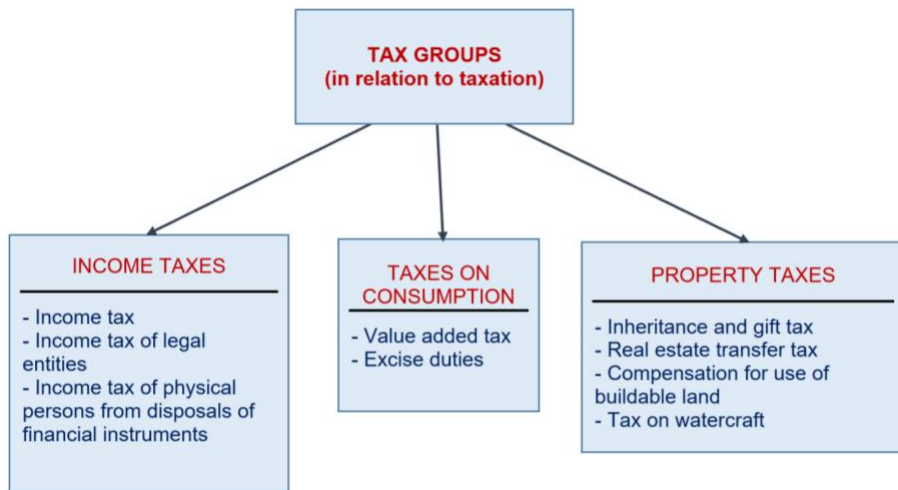 TAX GROUPS
(in relation to taxation)
INCOME TAXES
- Income tax
- Income tax of legal
entities
- Income tax of physical
persons from disposals of
financial instruments
TAXES ON
CONSUMPTION
- Value added tax
- Excise duties
PROPERTY TAXES
- Inheritance and gift tax
- Real estate transfer tax
- Compensation for use of
buildable land
- Tax on watercraft